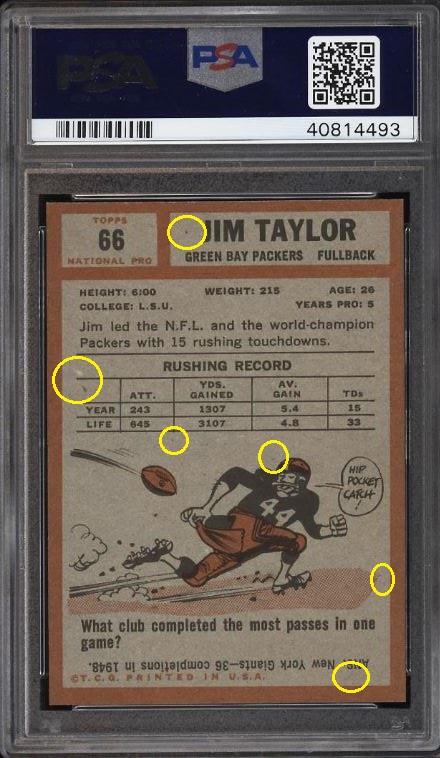 PSA
PSA
40814493
TOPPS
66
NATIONAL PRO
JIM TAYLOR
GREEN BAY PACKERS FULLBACK
HEIGHT: 6:00 WEIGHT: 215 AGE: 26
COLLEGE: L.S.U. YEARS PRO: 5
Jim led the N.F.L. and the world-champion
Packers with 15 rushing touchdowns.
RUSHING RECORD
ATT. YDS. GAINED AV. GAIN TDs
YEAR 243 1307 5.4 15
LIFE 645 3107 4.8 33
HIP
POCKET
CATCH!
44
What club completed the most passes in one
game?
ANS. New York Giants—36 completions in 1948.
©T.C.G. PRINTED IN U.S.A.